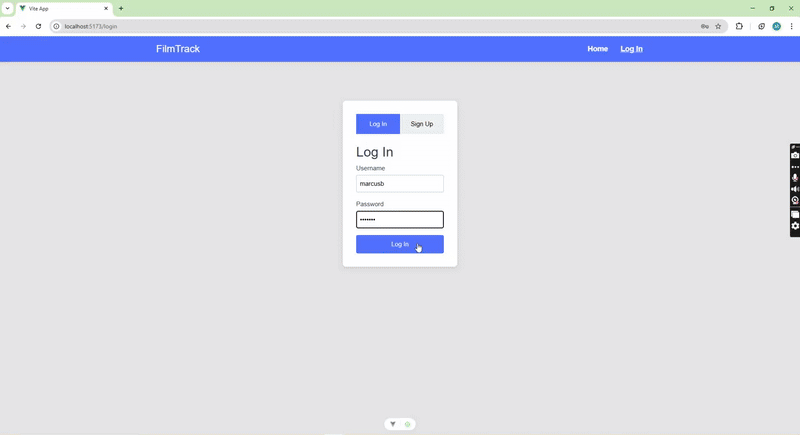 Vite App
localhost:5173/login
FilmTrack
Home
Log In
Log In
Sign Up
Log In
Username
marcusb
Password
•••••••
Log In